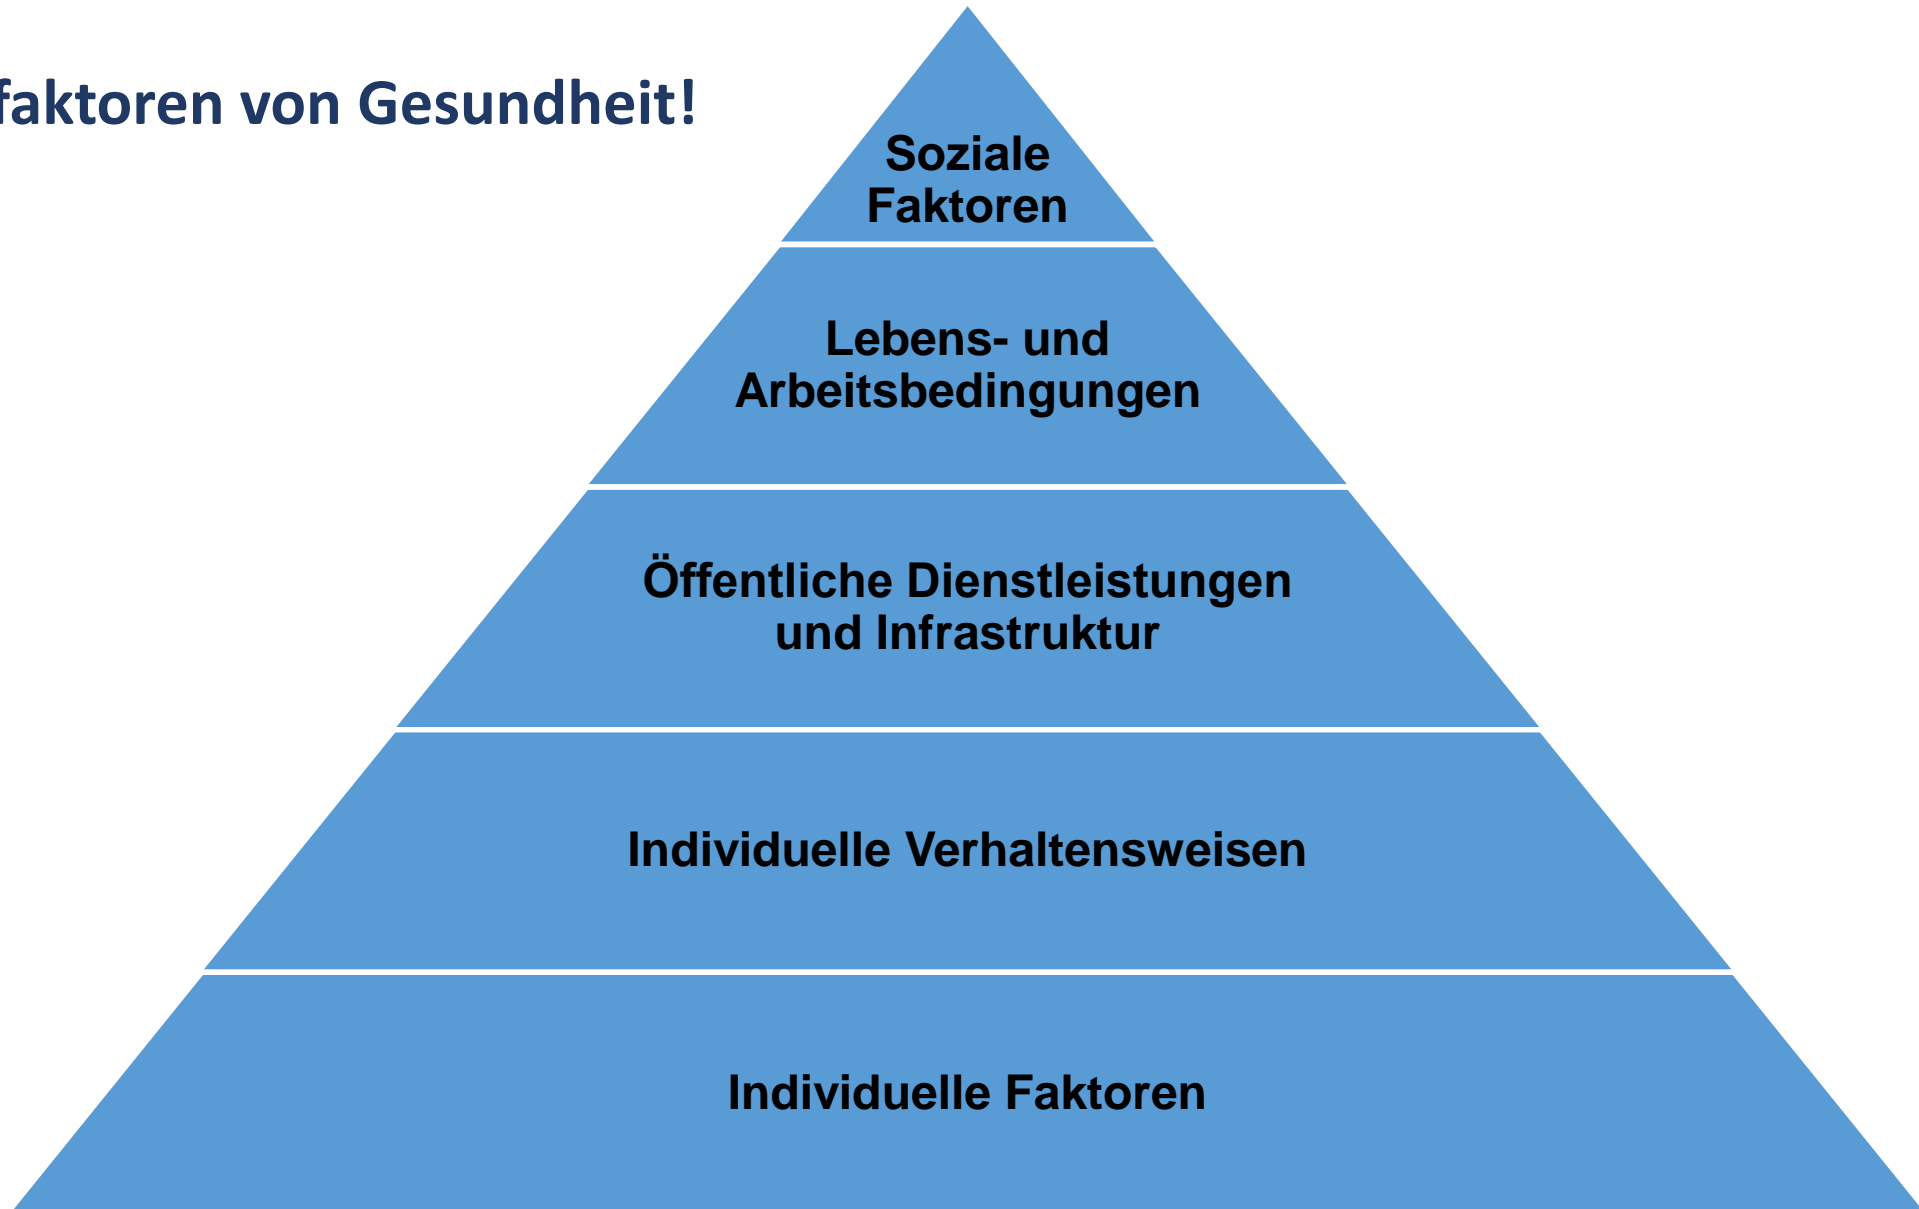 faktoren von Gesundheit!
Soziale
Faktoren
Lebens- und
Arbeitsbedingungen
Öffentliche Dienstleistungen
und Infrastruktur
Individuelle Verhaltensweisen
Individuelle Faktoren